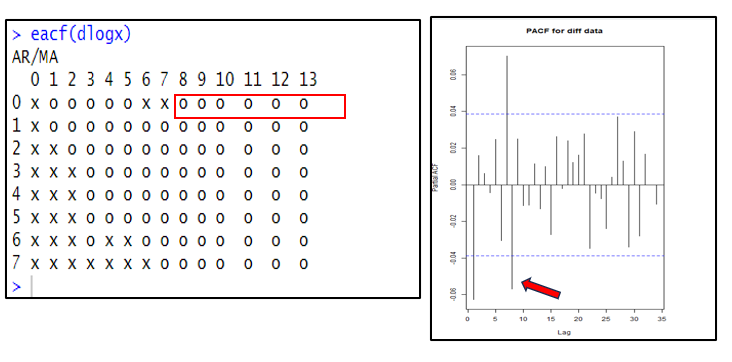 > eacf(dlogx)
AR/MA
0 1 2 3 4 5 6 7 8 9 10 11 12 13
0 x o o o o o x x o o o o o o
1 x o o o o o o o o o o o o o
2 x x o o o o o o o o o o o o
3 x x x o o o o o o o o o o o
4 x x x o o o o o o o o o o o
5 x x x o o o o o o o o o o o
6 x x x o x x o o o o o o o o
7 x x x x x x x o o o o o o o
>
PACF for diff data
Partial ACF
0.06
0.04
0.02
0.00
-0.02
-0.04
-0.06
0 5 10 15 20 25 30 35
Lag